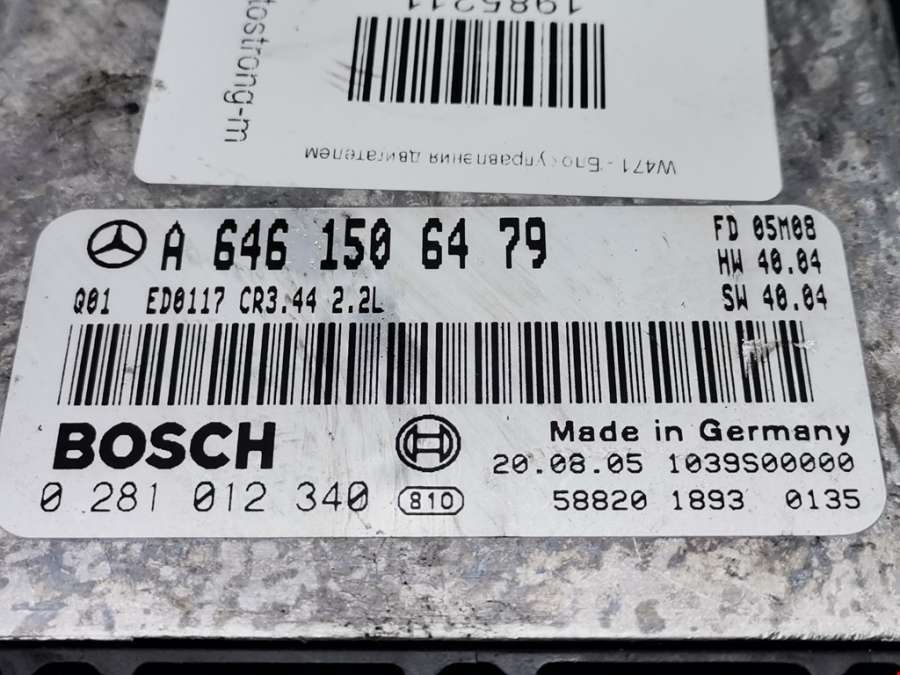 1985211
W471 - Блок управления двигателем
A 646 150 64 79
FD 05M08
HW 40.04
Q01 ED0117 CR3.44 2.2L
SW 40.04
BOSCH
Made in Germany
20.08.05 1039S00000
0 281 012 340
810
58820 1893 0135